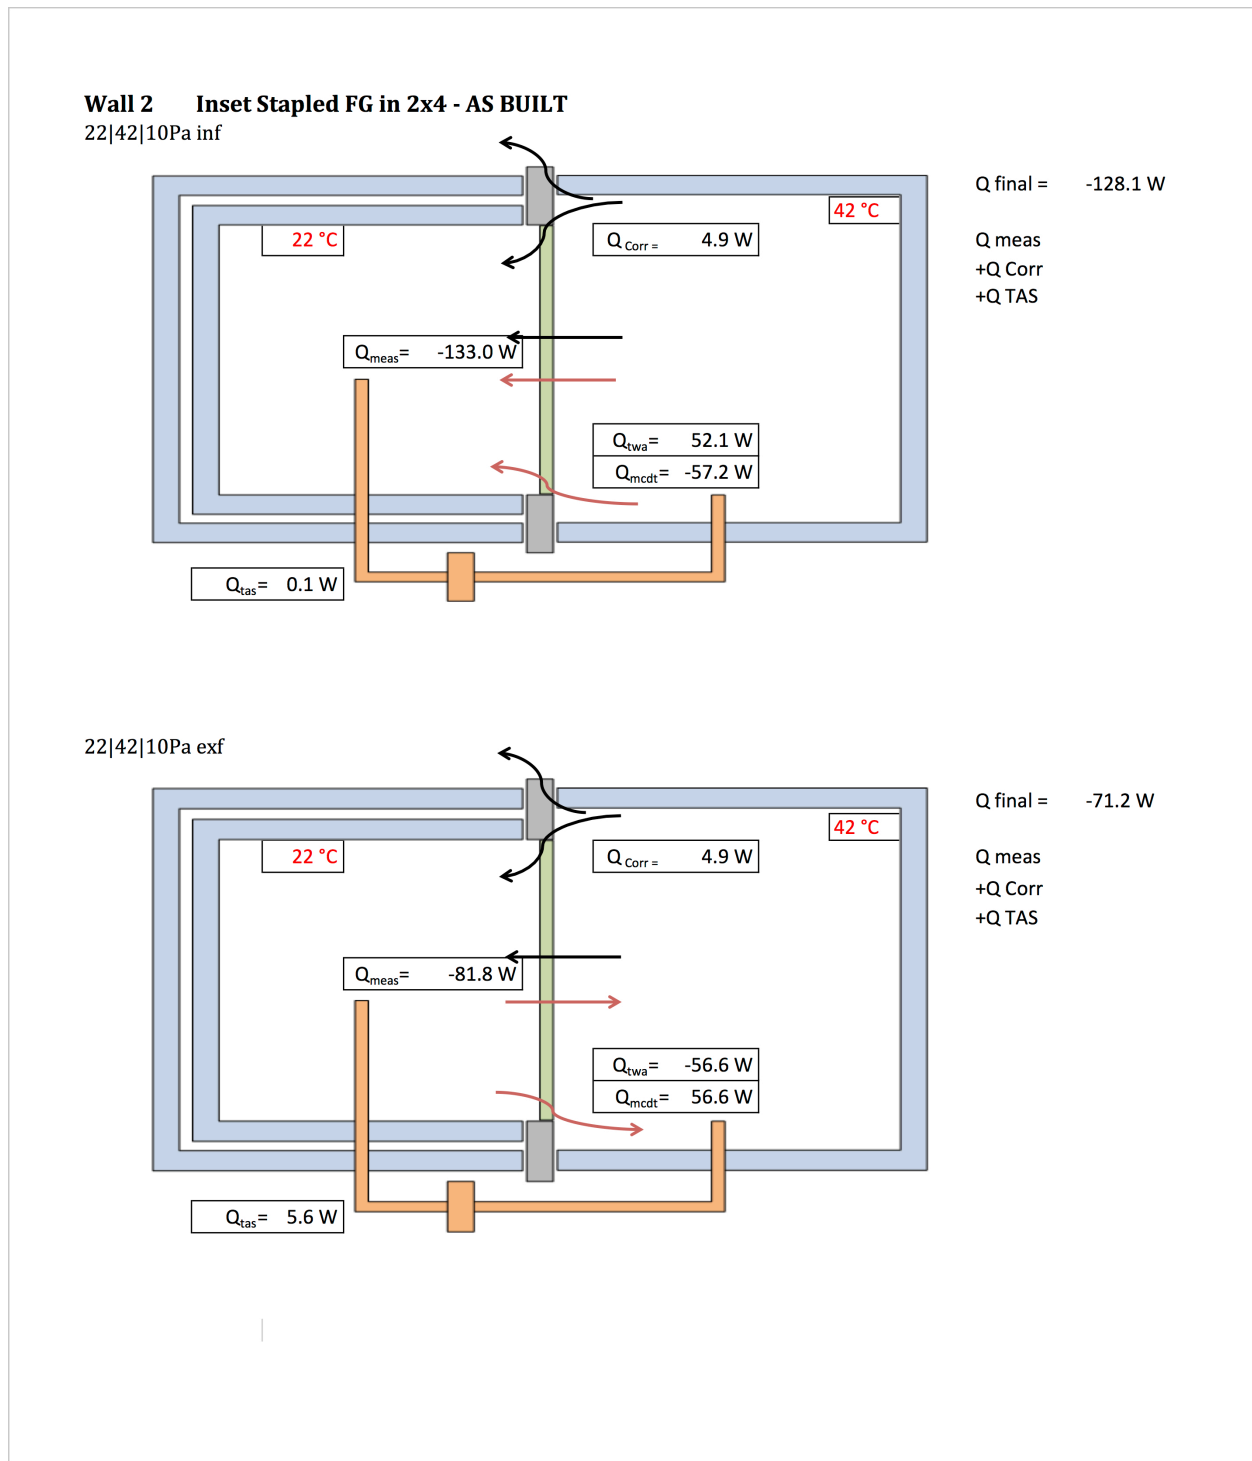 Wall 2 Inset Stapled FG in 2x4 - AS BUILT
22|42|10Pa inf
Q final = -128.1 W
42 °C
22 °C
Q Corr = 4.9 W
Q meas
+Q Corr
+Q TAS
Qmeas= -133.0 W
Qtwa= 52.1 W
Qmcdt= -57.2 W
Qtas= 0.1 W
22|42|10Pa exf
Q final = -71.2 W
42 °C
22 °C
Q Corr = 4.9 W
Q meas
+Q Corr
+Q TAS
Qmeas= -81.8 W
Qtwa= -56.6 W
Qmcdt= 56.6 W
Qtas= 5.6 W